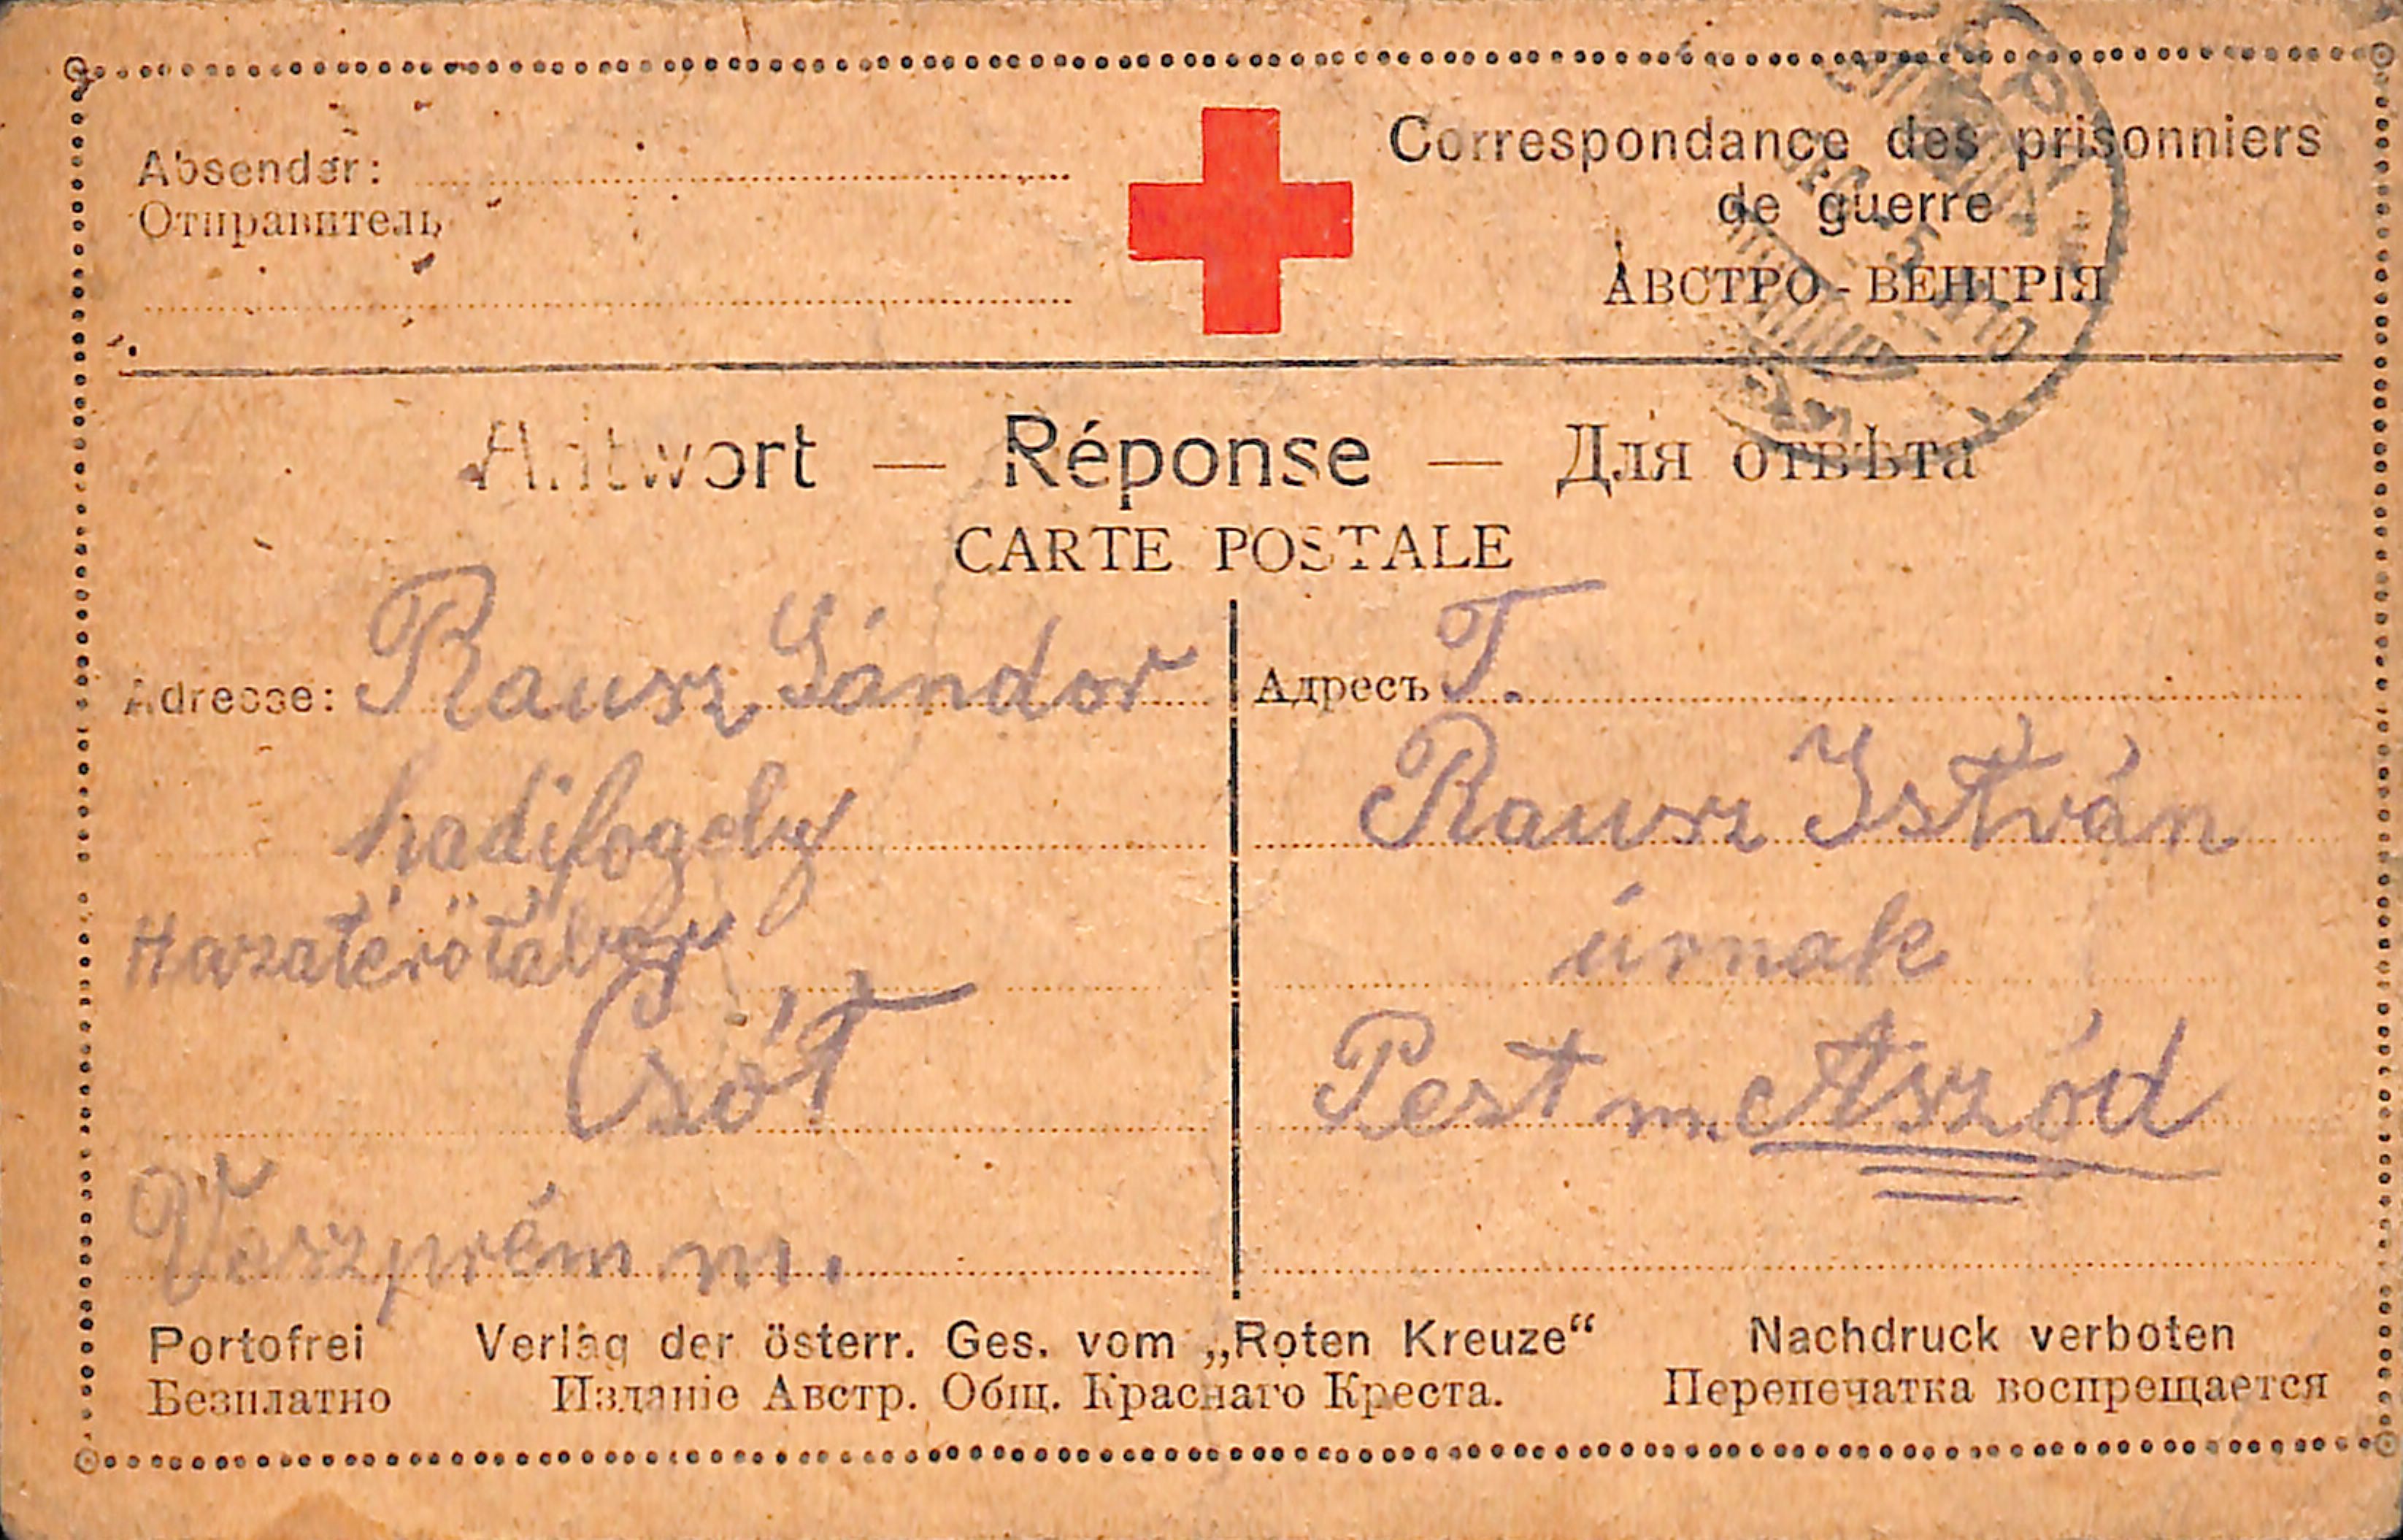 Absender:
Отправитель
Correspondance des prisonniers
de guerre
АВСТРО-ВЕНГРІЯ
Antwort — Réponse — Для отвѣта
CARTE POSTALE
Adresse: Rausz Sándor
hadifogoly
Hazatérőtábor
Csót
Veszprém m.
Адресъ T.
Rausz István
úrnak
Pest m. Aszód
Portofrei Verlag der österr. Ges. vom „Roten Kreuze“ Nachdruck verboten
Безплатно Изданіе Австр. Общ. Краснаго Креста. Перепечатка воспрещается